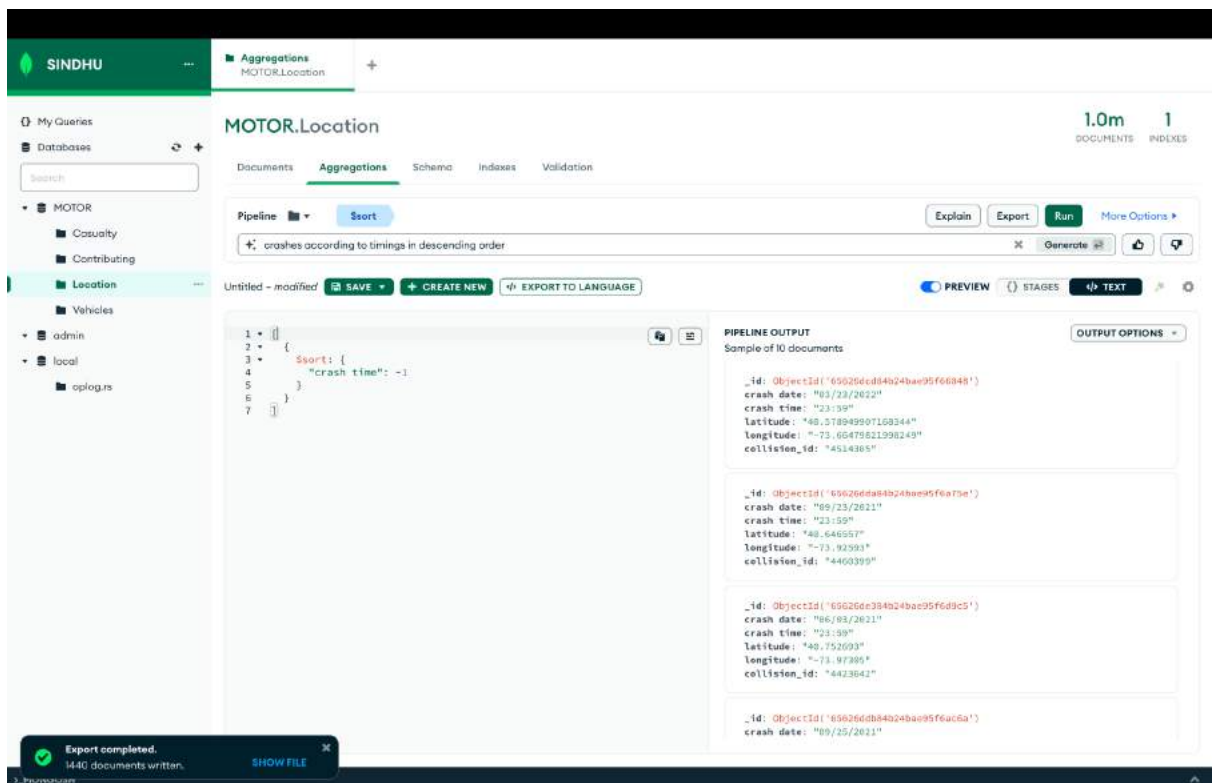 SINDHU
Aggregations
MOTOR.Location
{} My Queries
Databases
Search
MOTOR
Casualty
Contributing
Location
Vehicles
admin
local
oplog.rs
MOTOR.Location
1.0m
DOCUMENTS
1
INDEXES
Documents Aggregations Schema Indexes Validation
Pipeline $sort Explain Export Run More Options
crashes according to timings in descending order Generate
Untitled - modified SAVE + CREATE NEW </> EXPORT TO LANGUAGE PREVIEW {} STAGES </> TEXT
1 [
2 {
3 $sort: {
4 "crash time": -1
5 }
6 }
7 ]
PIPELINE OUTPUT
Sample of 10 documents
OUTPUT OPTIONS
_id: ObjectId('65626dcd84b24bae95f66848')
crash date: "03/23/2022"
crash time: "23:59"
latitude: "40.578949907168344"
longitude: "-73.66479821998249"
collision_id: "4514365"
_id: ObjectId('65626dda84b24bae95f6a75e')
crash date: "09/23/2021"
crash time: "23:59"
latitude: "40.646557"
longitude: "-73.92593"
collision_id: "4460399"
_id: ObjectId('65626de384b24bae95f6d9c5')
crash date: "06/03/2021"
crash time: "23:59"
latitude: "40.752693"
longitude: "-73.97385"
collision_id: "4423642"
_id: ObjectId('65626ddb84b24bae95f6ac6a')
crash date: "09/25/2021"
Export completed.
1440 documents written.
SHOW FILE
>_MONGOSH